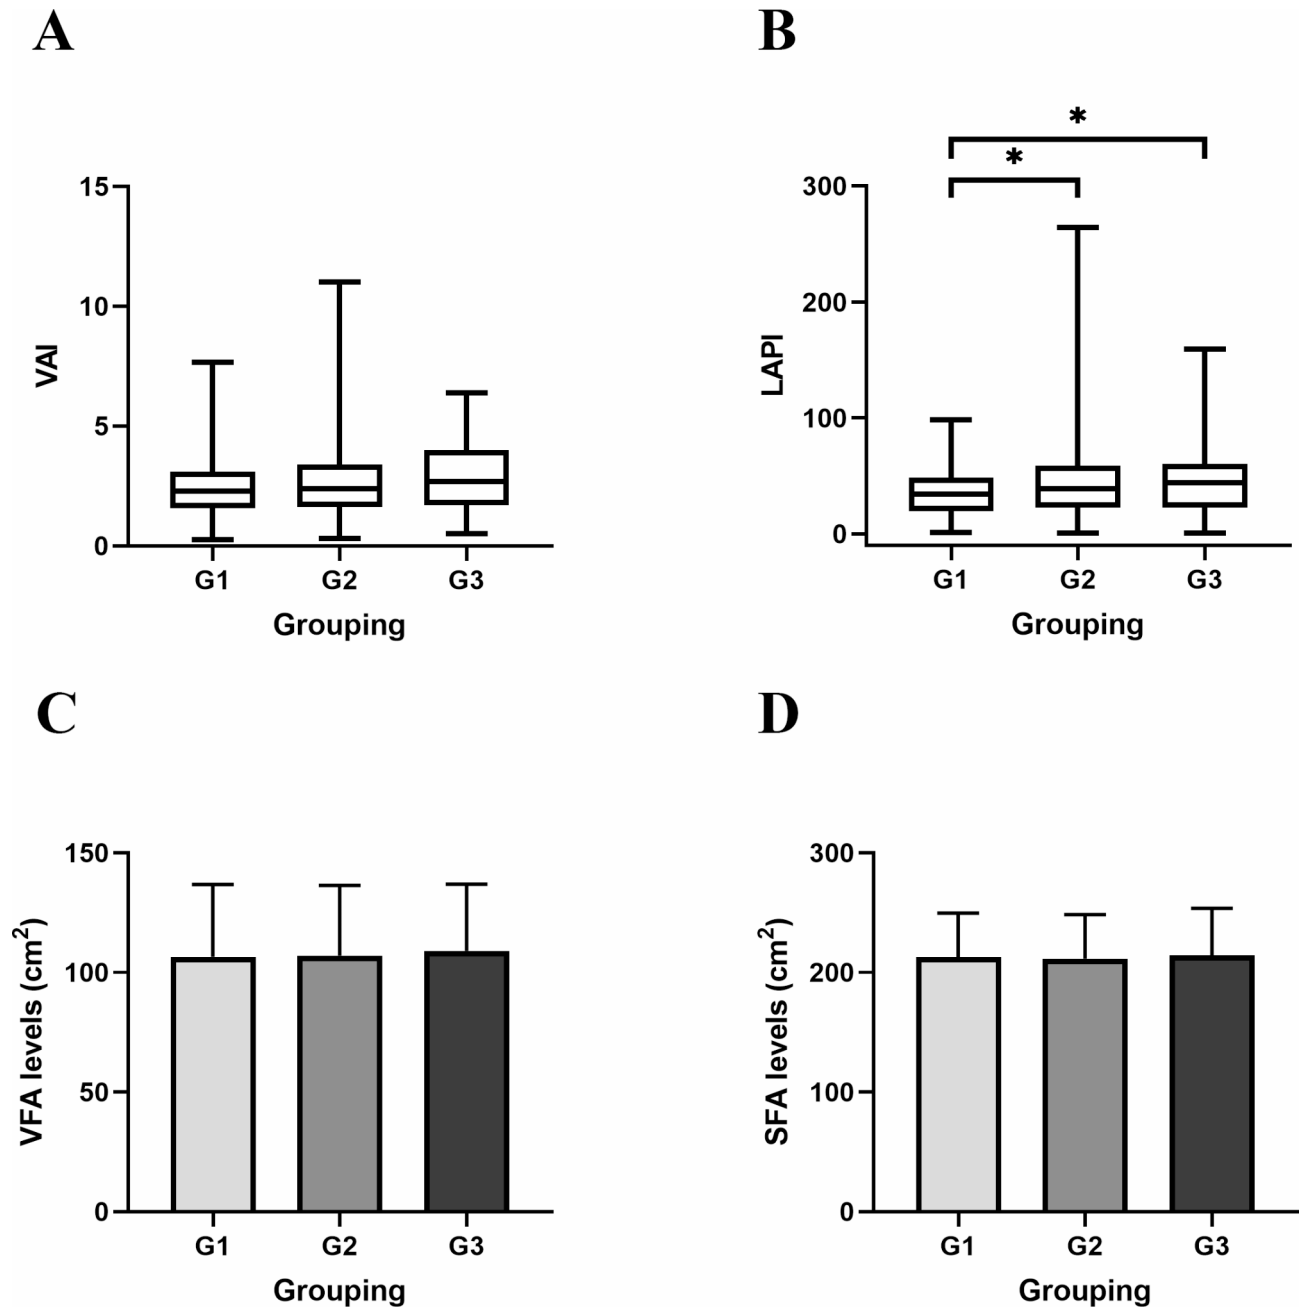 A
VAI
15
10
5
0
G1 G2 G3
Grouping
B
LAPI
*
*
300
200
100
0
G1 G2 G3
Grouping
C
VFA levels (cm²)
150
100
50
0
G1 G2 G3
Grouping
D
SFA levels (cm²)
300
200
100
0
G1 G2 G3
Grouping